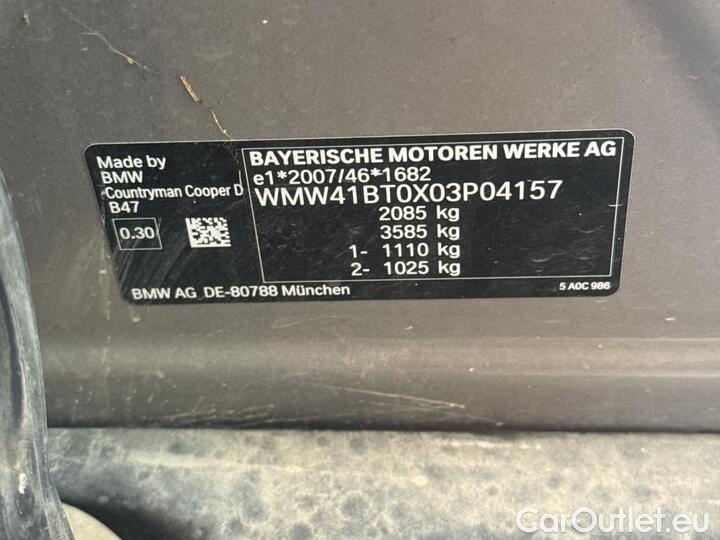 Made by
BMW
Countryman Cooper D
B47
0.30
BAYERISCHE MOTOREN WERKE AG
e1*2007/46*1682
WMW41BT0X03P04157
2085 kg
3585 kg
1- 1110 kg
2- 1025 kg
BMW AG DE-80788 München
5 A0C 986
CarOutlet.eu